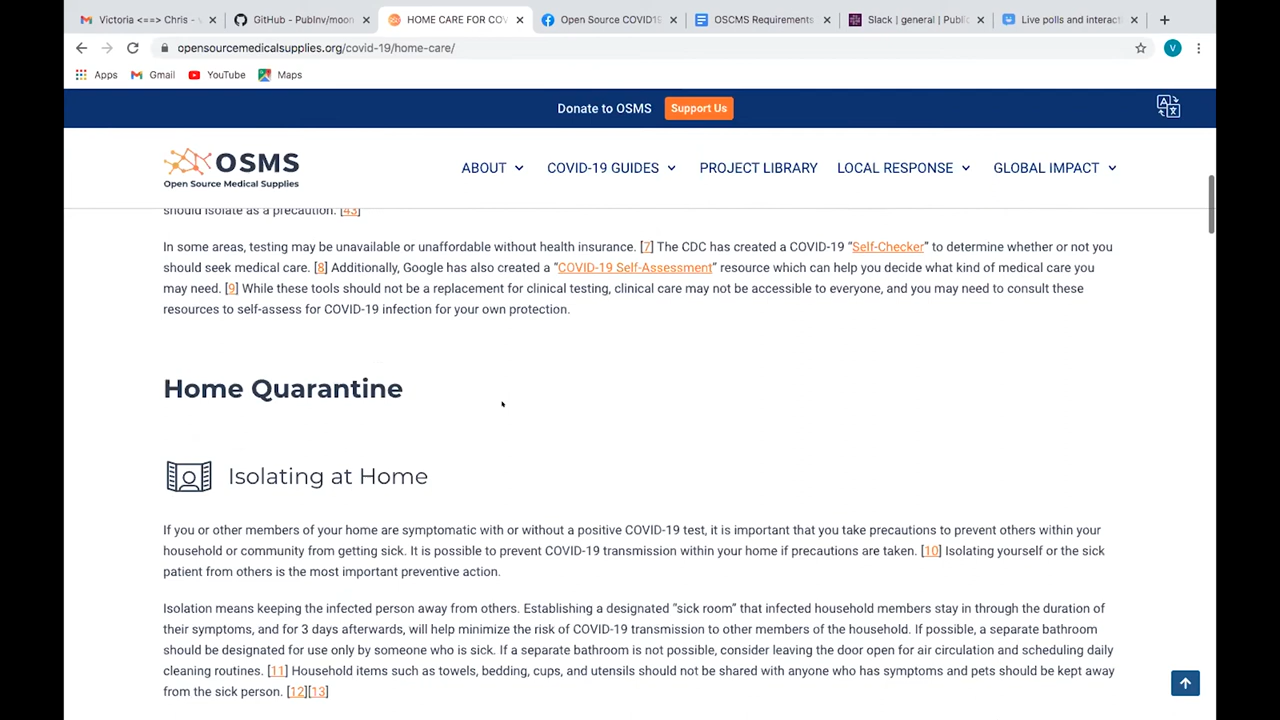 Victoria <==> Chris - v
GitHub - PubInv/moon
HOME CARE FOR COV
Open Source COVID19
OSCMS Requirements
Slack | general | Public
Live polls and interact
opensourcemedicalsupplies.org/covid-19/home-care/
V
Apps
Gmail
YouTube
Maps
Donate to OSMS
Support Us
OSMS
Open Source Medical Supplies
ABOUT
COVID-19 GUIDES
PROJECT LIBRARY
LOCAL RESPONSE
GLOBAL IMPACT
should isolate as a precaution. [43]
In some areas, testing may be unavailable or unaffordable without health insurance. [7] The CDC has created a COVID-19 “Self-Checker” to determine whether or not you
should seek medical care. [8] Additionally, Google has also created a “COVID-19 Self-Assessment” resource which can help you decide what kind of medical care you
may need. [9] While these tools should not be a replacement for clinical testing, clinical care may not be accessible to everyone, and you may need to consult these
resources to self-assess for COVID-19 infection for your own protection.
Home Quarantine
Isolating at Home
If you or other members of your home are symptomatic with or without a positive COVID-19 test, it is important that you take precautions to prevent others within your
household or community from getting sick. It is possible to prevent COVID-19 transmission within your home if precautions are taken. [10] Isolating yourself or the sick
patient from others is the most important preventive action.
Isolation means keeping the infected person away from others. Establishing a designated “sick room” that infected household members stay in through the duration of
their symptoms, and for 3 days afterwards, will help minimize the risk of COVID-19 transmission to other members of the household. If possible, a separate bathroom
should be designated for use only by someone who is sick. If a separate bathroom is not possible, consider leaving the door open for air circulation and scheduling daily
cleaning routines. [11] Household items such as towels, bedding, cups, and utensils should not be shared with anyone who has symptoms and pets should be kept away
from the sick person. [12][13]